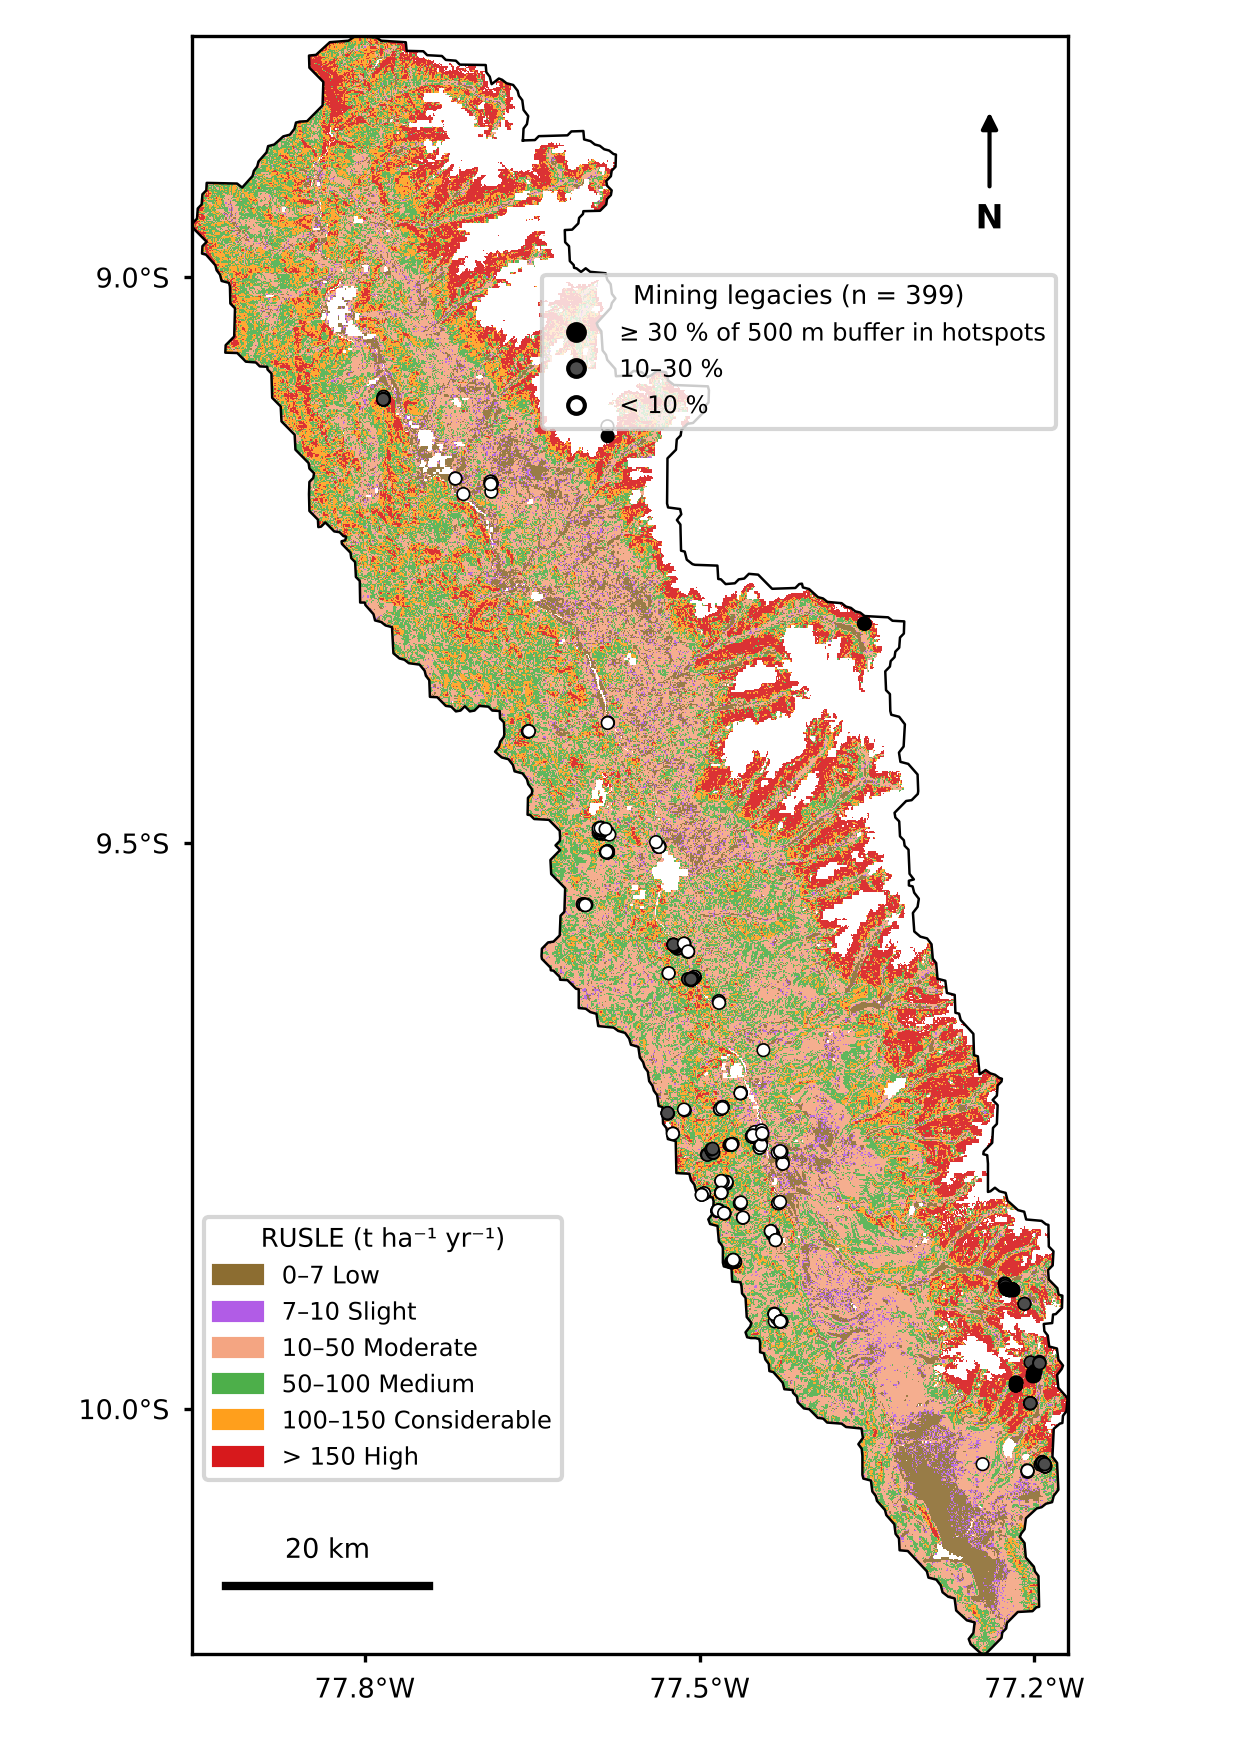 N
9.0°S
Mining legacies (n = 399)
≥ 30 % of 500 m buffer in hotspots
10–30 %
< 10 %
9.5°S
10.0°S
RUSLE (t ha⁻¹ yr⁻¹)
0–7 Low
7–10 Slight
10–50 Moderate
50–100 Medium
100–150 Considerable
> 150 High
20 km
77.8°W
77.5°W
77.2°W